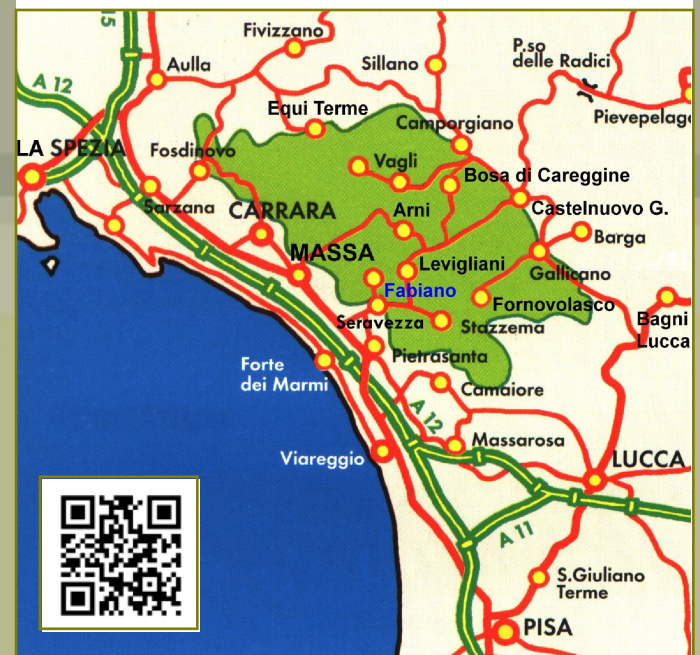 15
Fivizzano
P.so
delle Radici
Aulla
Sillano
A 12
Equi Terme
Camporgiano
Pievepelago
LA SPEZIA
Fosdinovo
Vagli
Bosa di Careggine
Sarzana
CARRARA
Arni
Castelnuovo G.
Barga
MASSA
Levigliani
Gallicano
Fabiano
Fornovolasco
Seravezza
Stazzema
Bagni
Lucca
Pietrasanta
Forte
dei Marmi
Camaiore
A 12
Massarosa
Viareggio
LUCCA
A 11
S.Giuliano
Terme
PISA